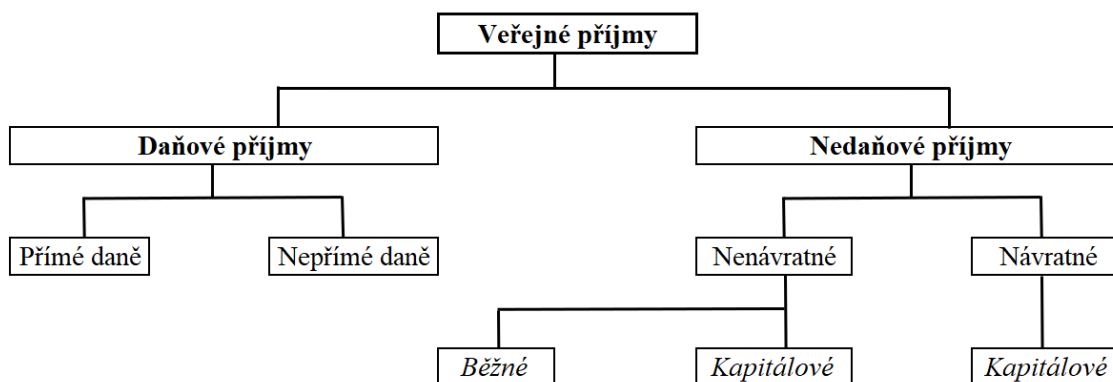 Veřejné příjmy
Daňové příjmy
Nedaňové příjmy
Přímé daně
Nepřímé daně
Nenávratné
Návratné
Běžné
Kapitálové
Kapitálové